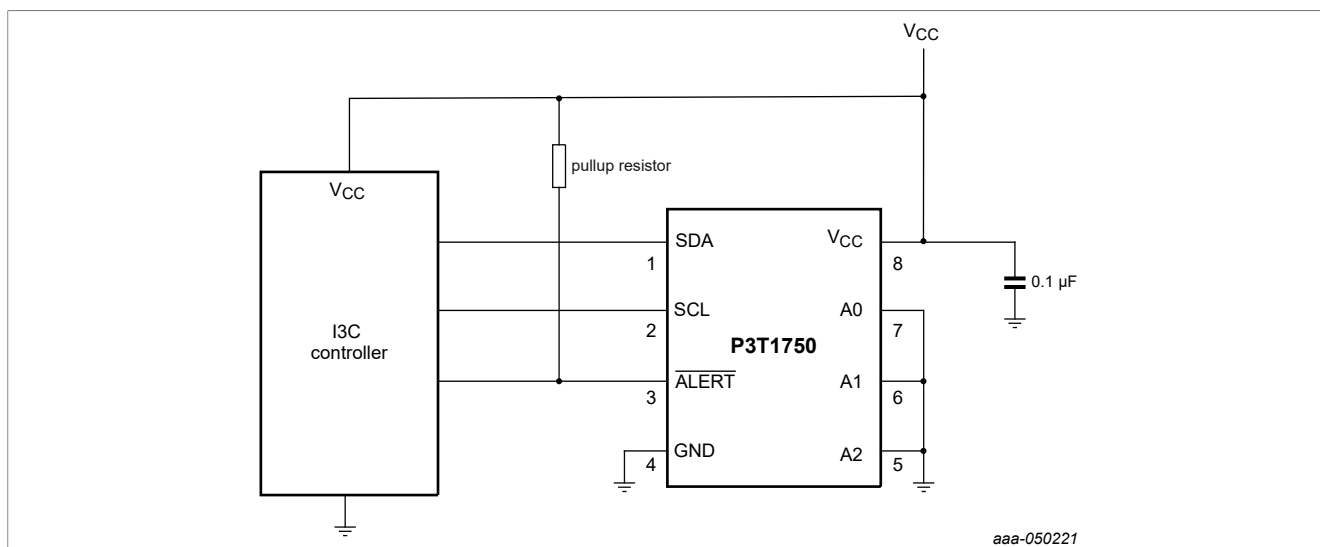 VCC
pullup resistor
VCC
SDA
VCC
1
8
0.1 µF
I3C
controller
SCL
A0
2
7
P3T1750
ALERT
A1
3
6
GND
A2
4
5
aaa-050221